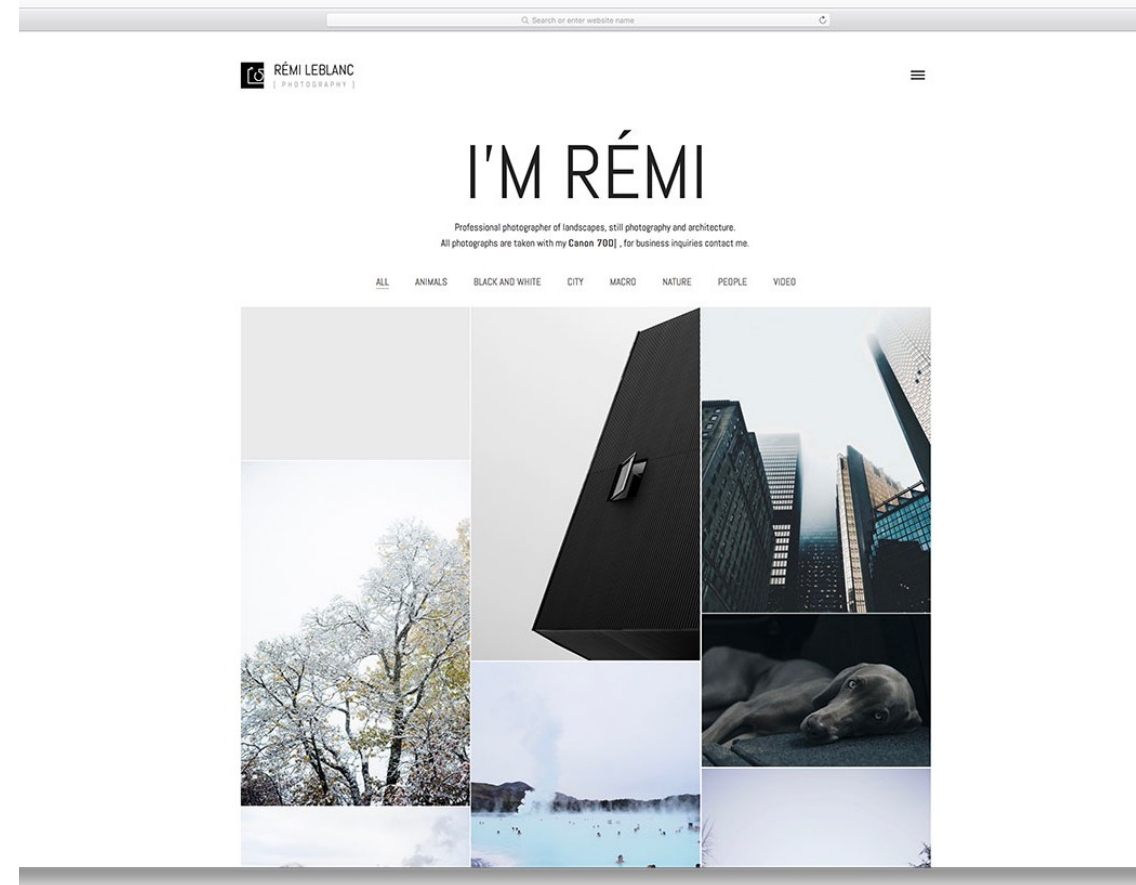 Search or enter website name
RÉMI LEBLANC
[ PHOTOGRAPHY ]
I'M RÉMI
Professional photographer of landscapes, still photography and architecture.
All photographs are taken with my Canon 70D| , for business inquiries contact me.
ALL ANIMALS BLACK AND WHITE CITY MACRO NATURE PEOPLE VIDEO